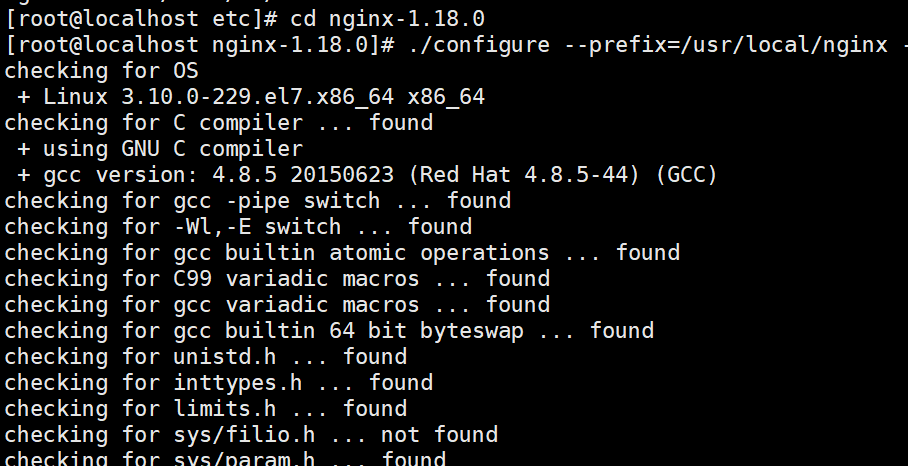 [root@localhost etc]# cd nginx-1.18.0
[root@localhost nginx-1.18.0]# ./configure --prefix=/usr/local/nginx -
checking for OS
 + Linux 3.10.0-229.el7.x86_64 x86_64
checking for C compiler ... found
 + using GNU C compiler
 + gcc version: 4.8.5 20150623 (Red Hat 4.8.5-44) (GCC)
checking for gcc -pipe switch ... found
checking for -Wl,-E switch ... found
checking for gcc builtin atomic operations ... found
checking for C99 variadic macros ... found
checking for gcc variadic macros ... found
checking for gcc builtin 64 bit byteswap ... found
checking for unistd.h ... found
checking for inttypes.h ... found
checking for limits.h ... found
checking for sys/filio.h ... not found
checking for sys/param.h ... found